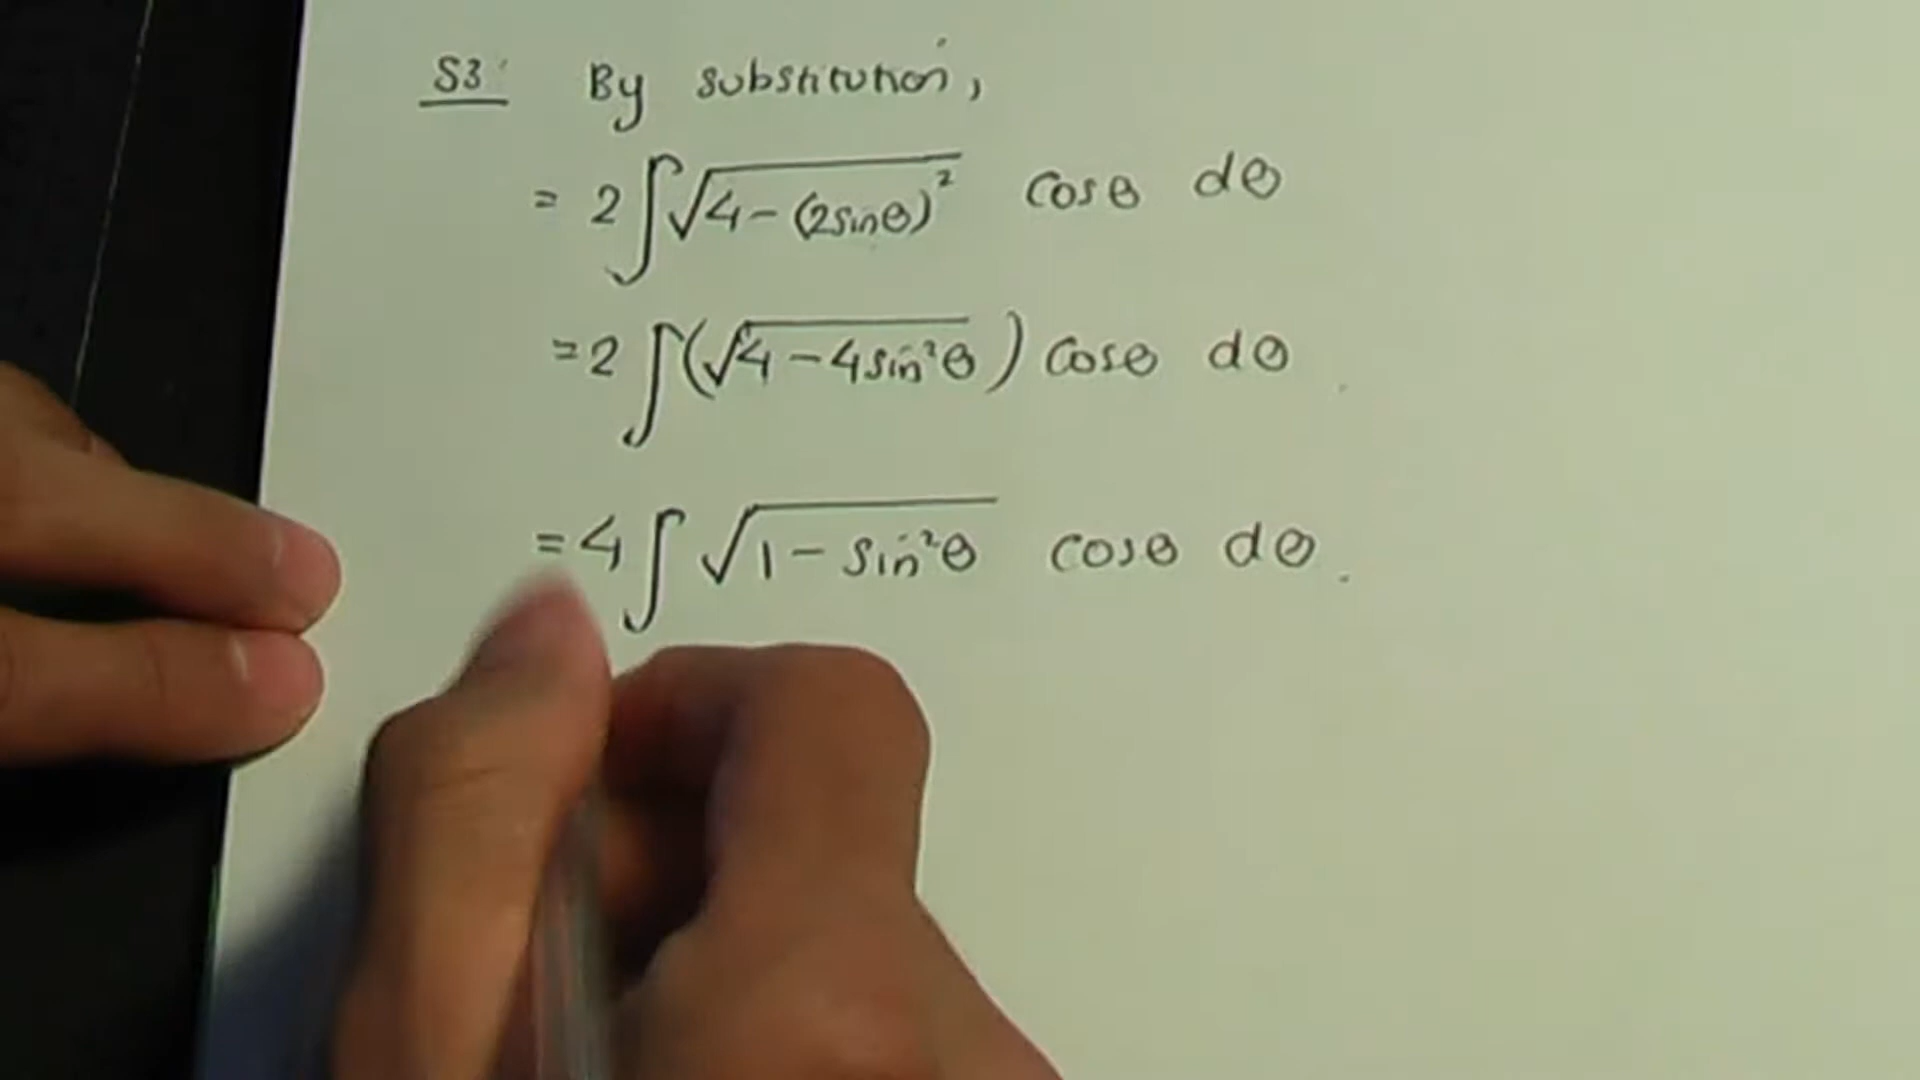 S3: By substitution,
= 2∫√(4-(2sinθ)²) cosθ dθ
=2∫(√(4-4sin²θ)) cosθ dθ
=4∫√(1-sin²θ) cosθ dθ.